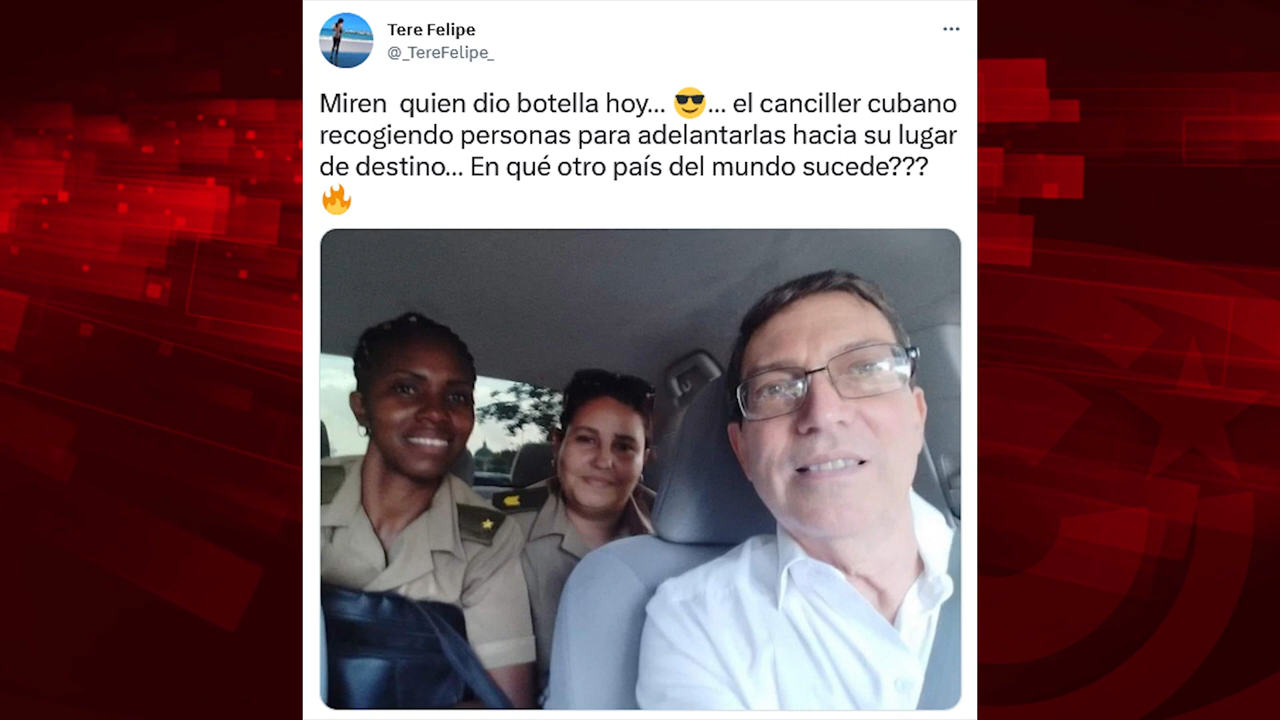 Tere Felipe
@_TereFelipe_
Miren quien dio botella hoy... 😎... el canciller cubano
recogiendo personas para adelantarlas hacia su lugar
de destino... En qué otro país del mundo sucede???
🔥